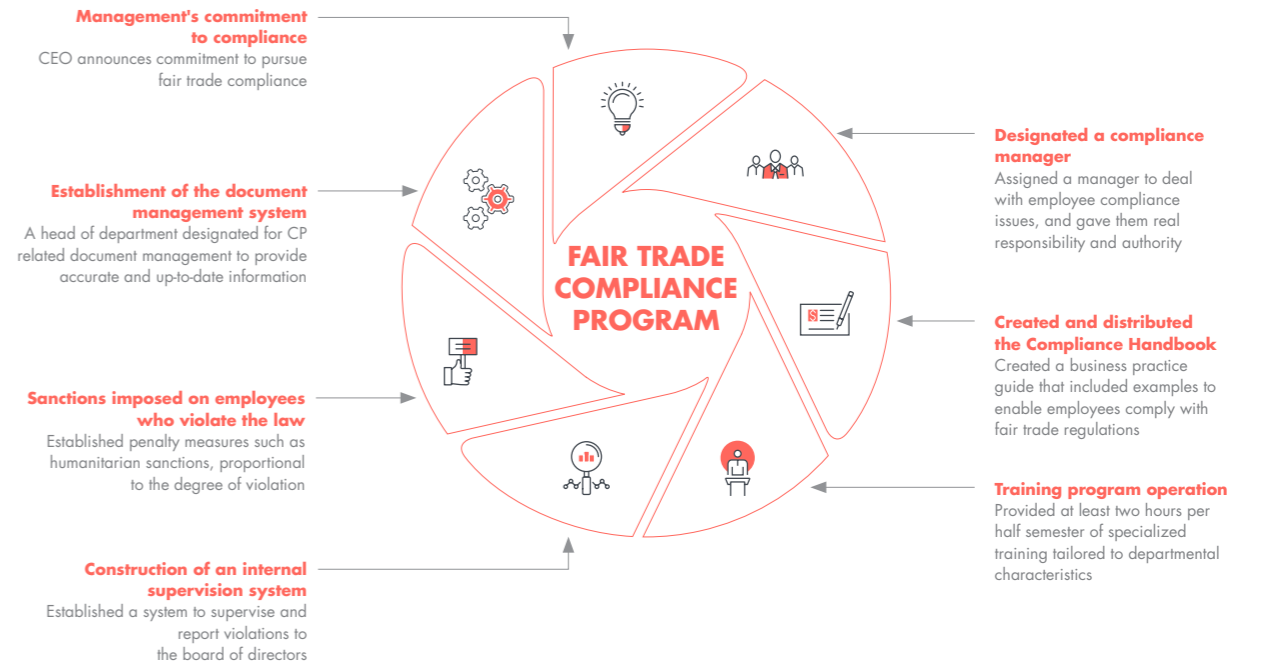 Management's commitment
to compliance
CEO announces commitment to pursue
fair trade compliance
Establishment of the document
management system
A head of department designated for CP
related document management to provide
accurate and up-to-date information
Sanctions imposed on employees
who violate the law
Established penalty measures such as
humanitarian sanctions, proportional
to the degree of violation
Construction of an internal
supervision system
Established a system to supervise and
report violations to
the board of directors
FAIR TRADE
COMPLIANCE
PROGRAM
$
Designated a compliance
manager
Assigned a manager to deal
with employee compliance
issues, and gave them real
responsibility and authority
Created and distributed
the Compliance Handbook
Created a business practice
guide that included examples to
enable employees comply with
fair trade regulations
Training program operation
Provided at least two hours per
half semester of specialized
training tailored to departmental
characteristics